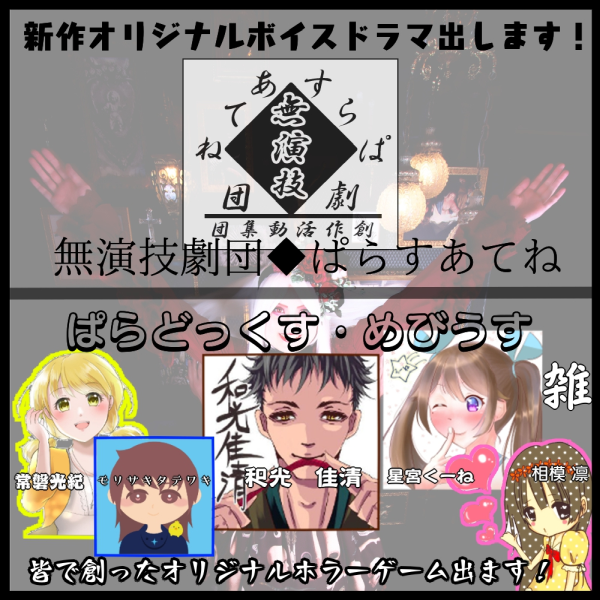 新作オリジナルボイスドラマ出します！
ぱらすあてね
無演技
劇団
団集動活作創
無演技劇団◆ぱらすあてね
ぱらどっくす・めびうす
雑
和光佳清
常磐光紀
モリサキタテワキ
和光　佳清
星宮くーね
相模 凛
皆で創ったオリジナルホラーゲーム出ます！